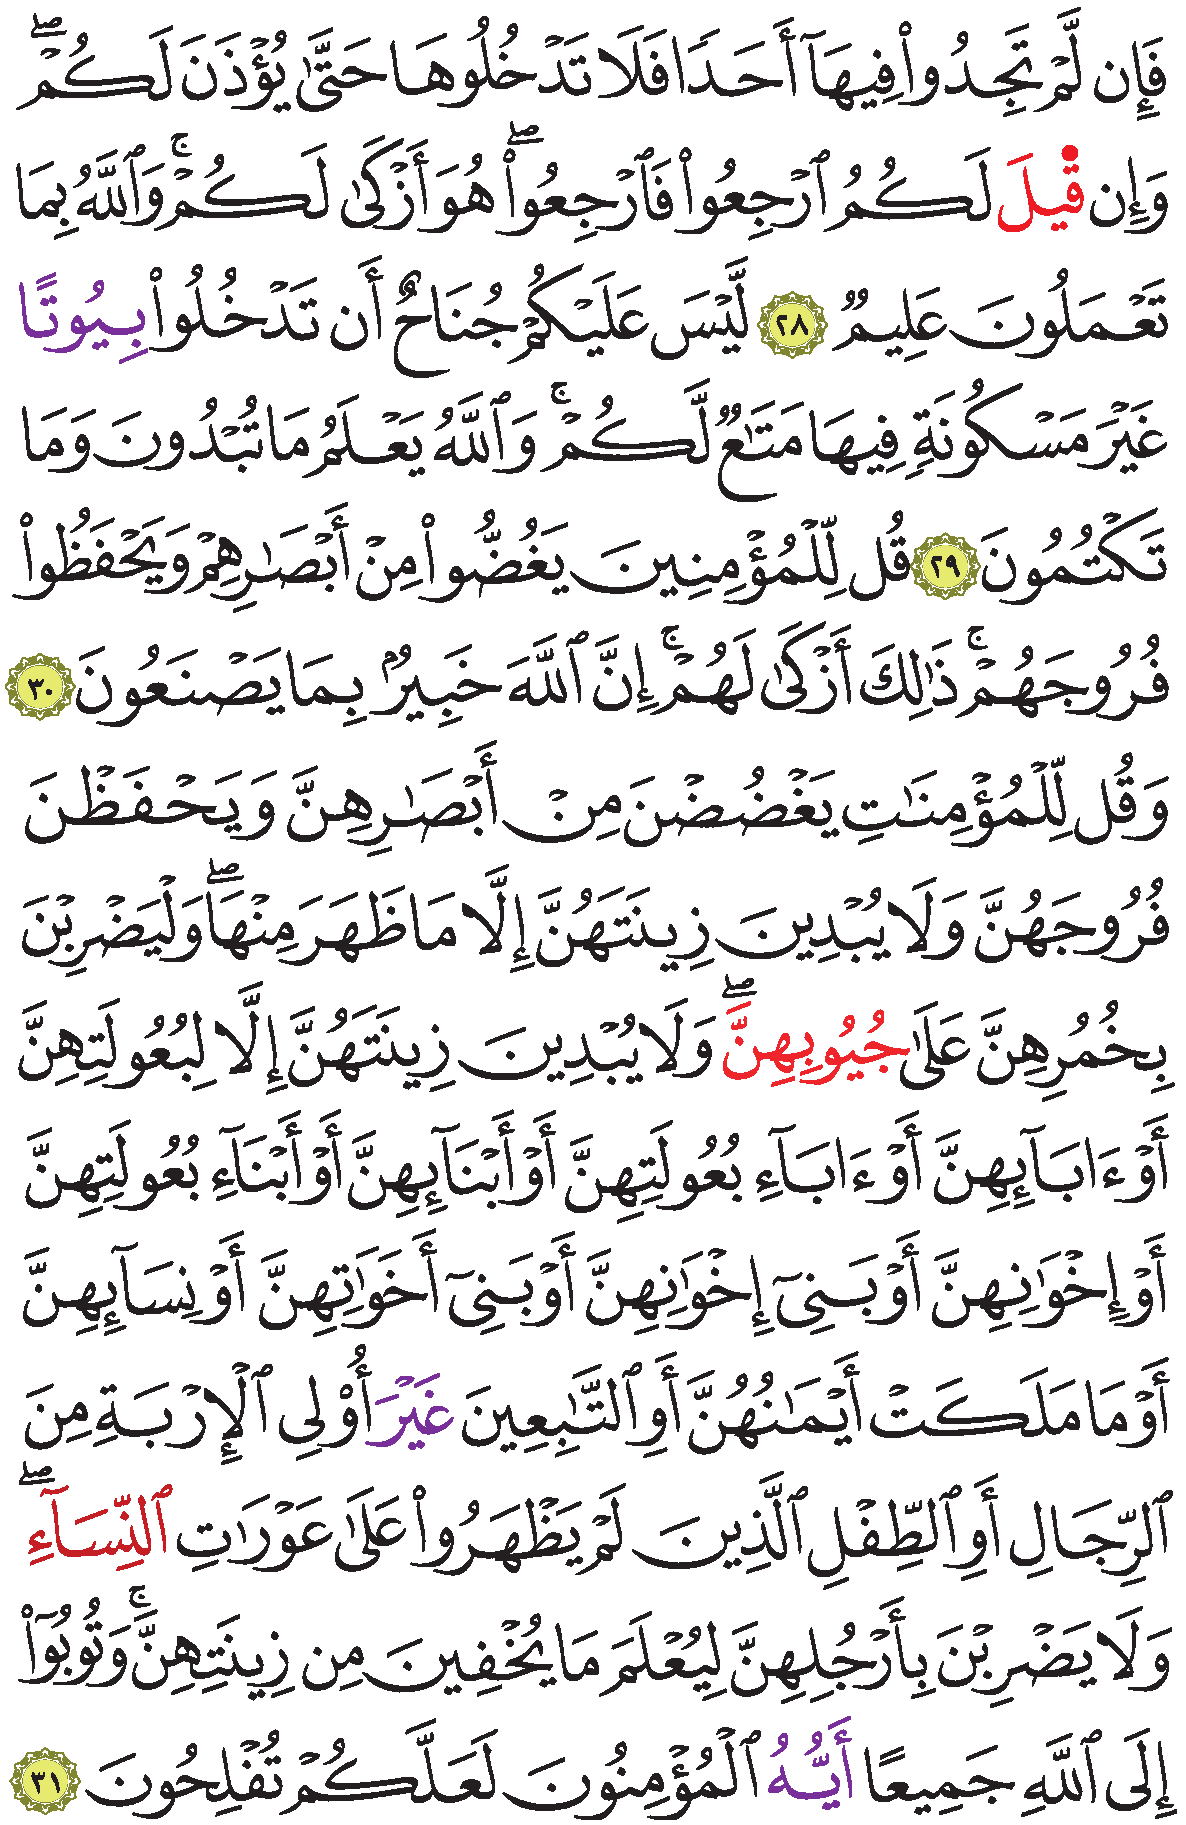 فَإِن لَّمْ تَجِدُوا۟ فِيهَآ أَحَدًا فَلَا تَدْخُلُوهَا حَتَّىٰ يُؤْذَنَ لَكُمْ ۖ
وَإِن قِيلَ لَكُمُ ٱرْجِعُوا۟ فَٱرْجِعُوا۟ ۖ هُوَ أَزْكَىٰ لَكُمْ ۚ وَٱللَّهُ بِمَا
تَعْمَلُونَ عَلِيمٌ ٢٨ لَّيْسَ عَلَيْكُمْ جُنَاحٌ أَن تَدْخُلُوا۟ بِيُوتًا
غَيْرَ مَسْكُونَةٍ فِيهَا مَتَـٰعٌ لَّكُمْ ۚ وَٱللَّهُ يَعْلَمُ مَا تُبْدُونَ وَمَا
تَكْتُمُونَ ٢٩ قُل لِّلْمُؤْمِنِينَ يَغُضُّوا۟ مِنْ أَبْصَـٰرِهِمْ وَيَحْفَظُوا۟
فُرُوجَهُمْ ۚ ذَٰلِكَ أَزْكَىٰ لَهُمْ ۚ إِنَّ ٱللَّهَ خَبِيرٌۢ بِمَا يَصْنَعُونَ ٣٠
وَقُل لِّلْمُؤْمِنَـٰتِ يَغْضُضْنَ مِنْ أَبْصَـٰرِهِنَّ وَيَحْفَظْنَ
فُرُوجَهُنَّ وَلَا يُبْدِينَ زِينَتَهُنَّ إِلَّا مَا ظَهَرَ مِنْهَا ۖ وَلْيَضْرِبْنَ
بِخُمُرِهِنَّ عَلَىٰ جُيُوبِهِنَّ ۖ وَلَا يُبْدِينَ زِينَتَهُنَّ إِلَّا لِبُعُولَتِهِنَّ
أَوْ ءَابَآئِهِنَّ أَوْ ءَابَآءِ بُعُولَتِهِنَّ أَوْ أَبْنَآئِهِنَّ أَوْ أَبْنَآءِ بُعُولَتِهِنَّ
أَوْ إِخْوَٰنِهِنَّ أَوْ بَنِىٓ إِخْوَٰنِهِنَّ أَوْ بَنِىٓ أَخَوَٰتِهِنَّ أَوْ نِسَآئِهِنَّ
أَوْ مَا مَلَكَتْ أَيْمَـٰنُهُنَّ أَوِ ٱلتَّـٰبِعِينَ غَيْرَ أُو۟لِى ٱلْإِرْبَةِ مِنَ
ٱلرِّجَالِ أَوِ ٱلطِّفْلِ ٱلَّذِينَ لَمْ يَظْهَرُوا۟ عَلَىٰ عَوْرَٰتِ ٱلنِّسَآءِ ۖ
وَلَا يَضْرِبْنَ بِأَرْجُلِهِنَّ لِيُعْلَمَ مَا يُخْفِينَ مِن زِينَتِهِنَّ ۚ وَتُوبُوٓا۟
إِلَى ٱللَّهِ جَمِيعًا أَيُّهُ ٱلْمُؤْمِنُونَ لَعَلَّكُمْ تُفْلِحُونَ ٣١